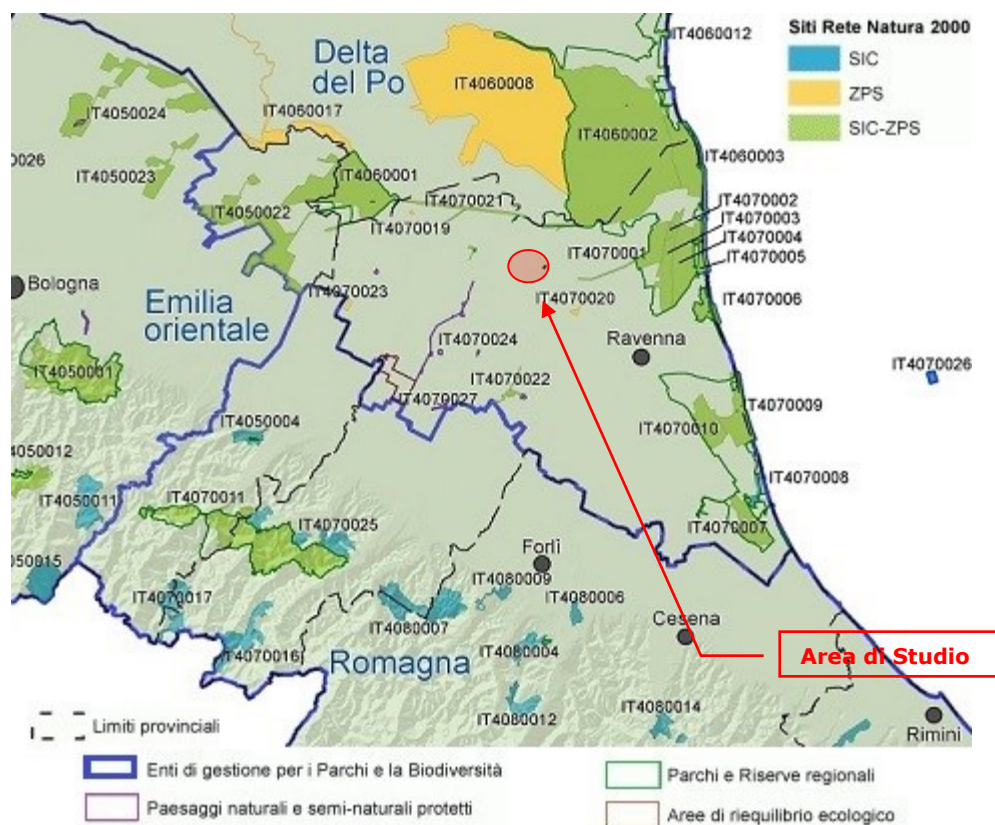 IT4060012
Siti Rete Natura 2000
SIC
ZPS
SIC-ZPS
Delta
del Po
IT4060008
IT4050024
IT4060017
IT4060002
IT4060003
0026
IT4050023
IT4060001
IT4070021
IT4070002
IT4070003
IT4070004
IT4070005
IT4050022
IT4070019
IT4070001
Bologna
Emilia
orientale
IT4070023
IT4070020
IT4070006
IT4070024
Ravenna
IT4070026
IT4050001
IT4070022
IT4070027
IT4070009
IT4050004
IT4070010
4050012
IT4050011
IT4070011
IT4070008
IT4070025
IT4070007
Forlì
050015
IT4080009
IT4070017
IT4080006
IT4080007
Cesena
IT4080004
IT4070016
Romagna
Area di Studio
IT4080012
IT4080014
Limiti provinciali
Rimini
Enti di gestione per i Parchi e la Biodiversità
Parchi e Riserve regionali
Paesaggi naturali e semi-naturali protetti
Aree di riequilibrio ecologico